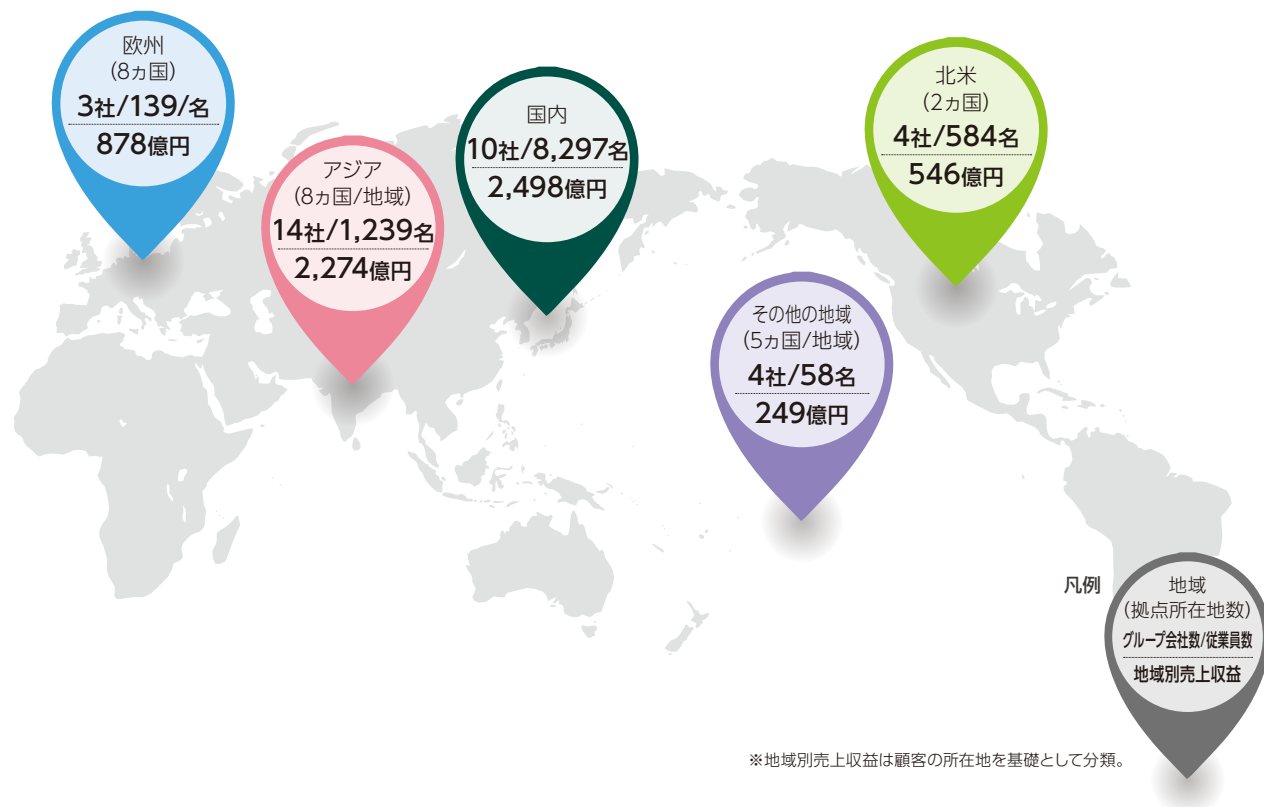 欧州
(8ヵ国)
3社/139/名
878億円
アジア
(8ヵ国/地域)
14社/1,239名
2,274億円
国内
10社/8,297名
2,498億円
北米
(2ヵ国)
4社/584名
546億円
その他の地域
(5ヵ国/地域)
4社/58名
249億円
凡例
地域
(拠点所在地数)
グループ会社数/従業員数
地域別売上収益
※地域別売上収益は顧客の所在地を基礎として分類。